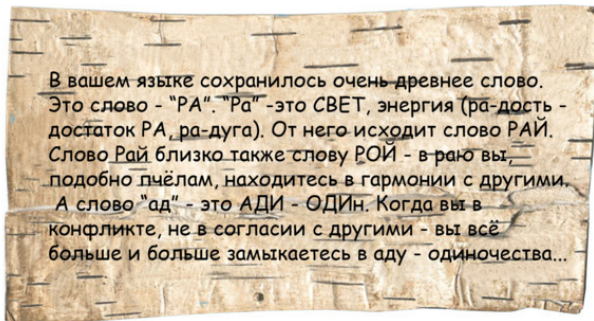 В вашем языке сохранилось очень древнее слово.
Это слово - “РА”. “Ра” -это СВЕТ, энергия (ра-дость -
достаток РА, ра-дуга). От него исходит слово РАЙ.
Слово Рай близко также слову РОЙ - в раю вы,
подобно пчёлам, находитесь в гармонии с другими.
А слово “ад” - это АДИ - ОДИн. Когда вы в
конфликте, не в согласии с другими - вы всё
больше и больше замыкаетесь в аду - одиночества...